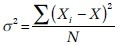 σ² = ∑(Xᵢ – X)² / N